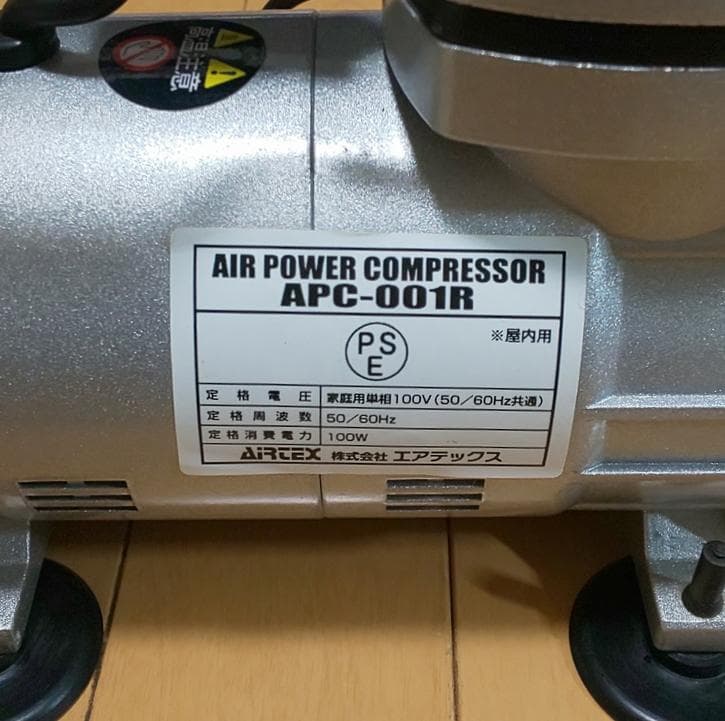 高温注意
AIR POWER COMPRESSOR
APC-001R
PSE
※屋内用
定格電圧 家庭用単相100V(50／60Hz共通)
定格周波数 50／60Hz
定格消費電力 100W
AIRTEX 株式会社エアテックス